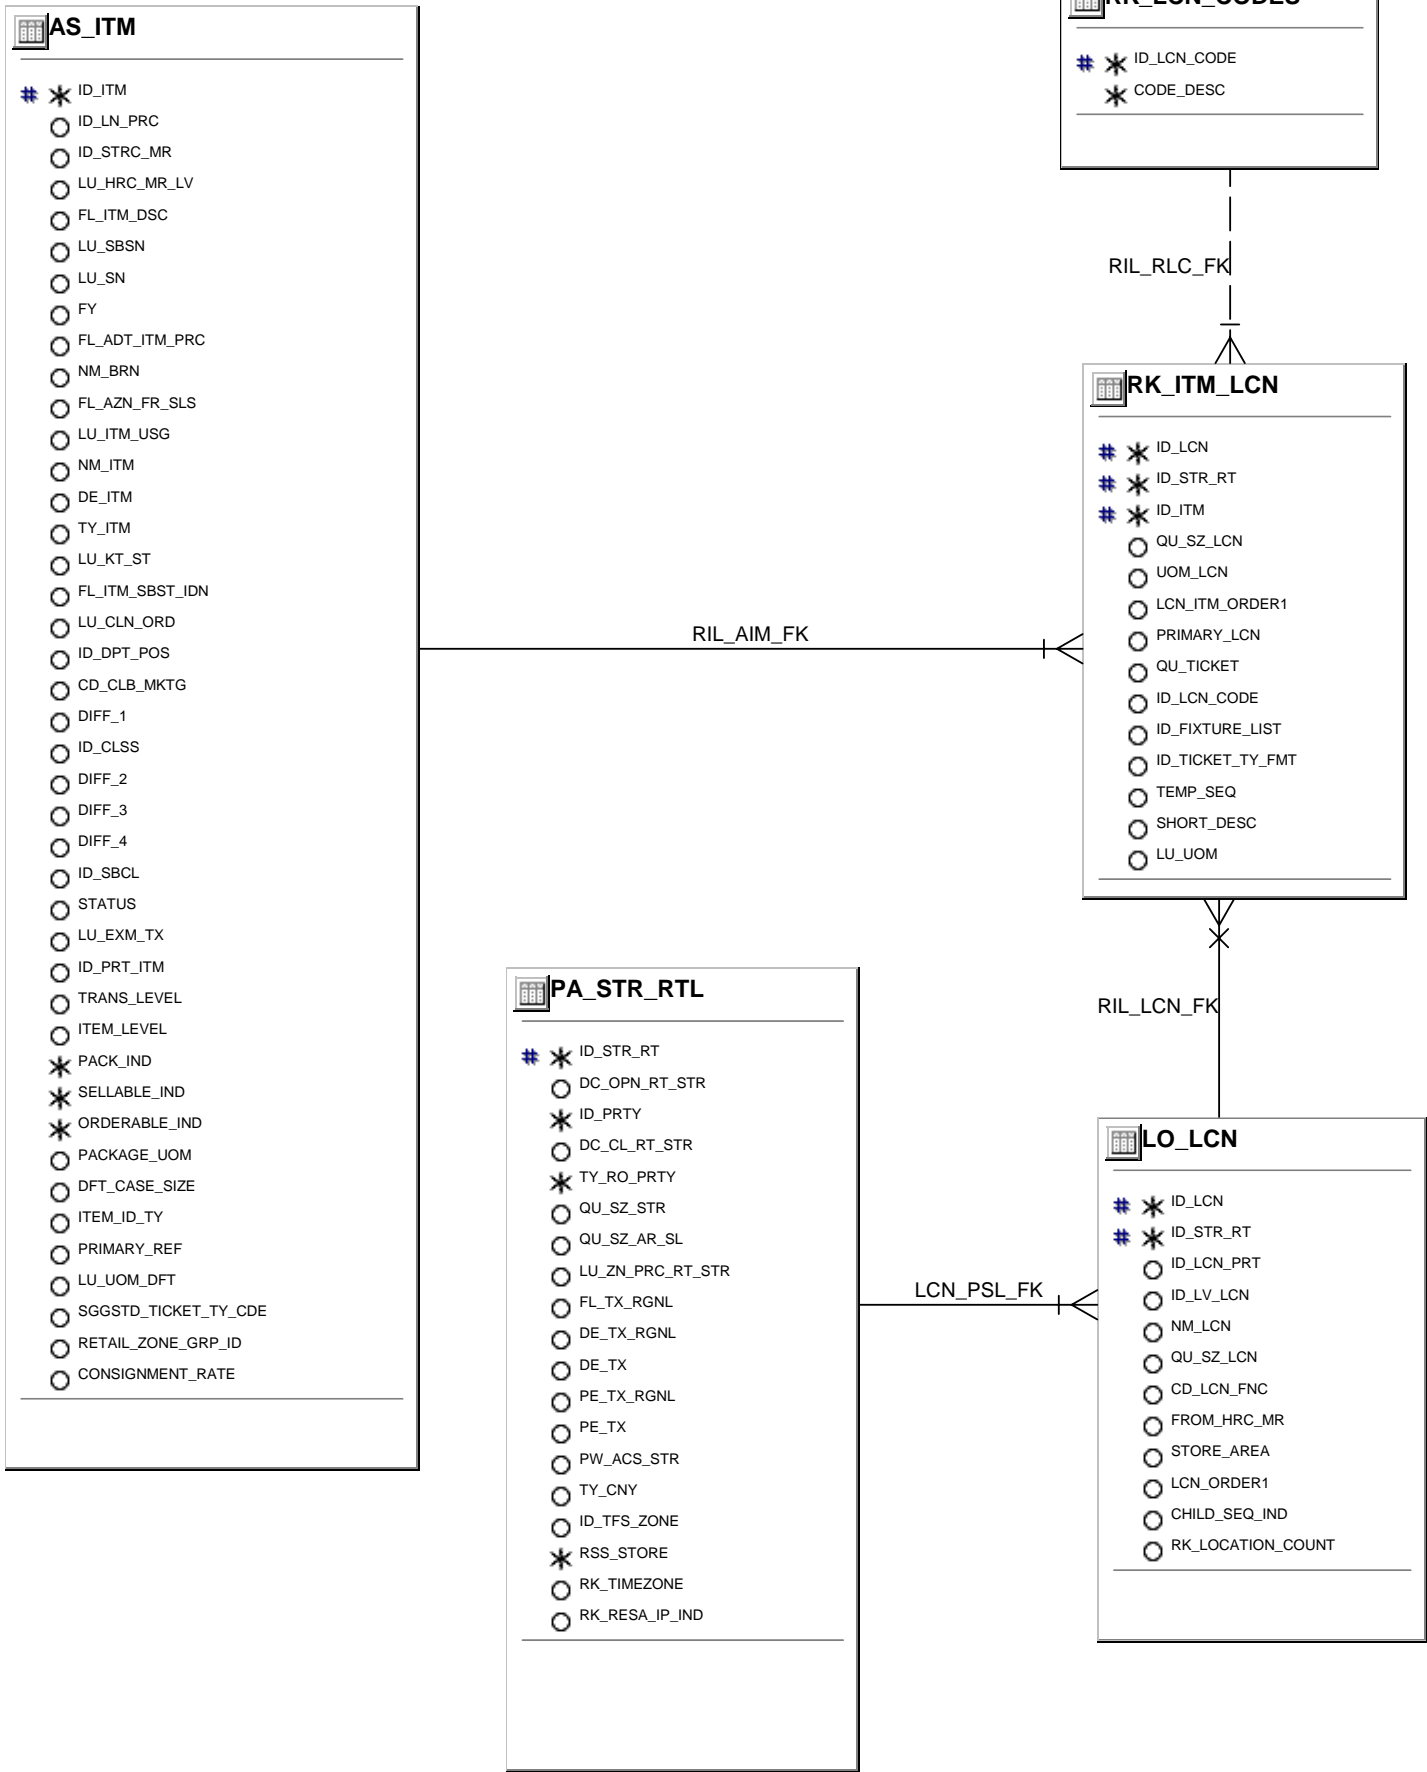 AS_ITM
# * ID_ITM
ID_LN_PRC
ID_STRC_MR
LU_HRC_MR_LV
FL_ITM_DSC
LU_SBSN
LU_SN
FY
FL_ADT_ITM_PRC
NM_BRN
FL_AZN_FR_SLS
LU_ITM_USG
NM_ITM
DE_ITM
TY_ITM
LU_KT_ST
FL_ITM_SBST_IDN
LU_CLN_ORD
ID_DPT_POS
CD_CLB_MKTG
DIFF_1
ID_CLSS
DIFF_2
DIFF_3
DIFF_4
ID_SBCL
STATUS
LU_EXM_TX
ID_PRT_ITM
TRANS_LEVEL
ITEM_LEVEL
* PACK_IND
* SELLABLE_IND
* ORDERABLE_IND
PACKAGE_UOM
DFT_CASE_SIZE
ITEM_ID_TY
PRIMARY_REF
LU_UOM_DFT
SGGSTD_TICKET_TY_CDE
RETAIL_ZONE_GRP_ID
CONSIGNMENT_RATE
RK_LCN_CODES
# * ID_LCN_CODE
* CODE_DESC
RIL_RLC_FK
RK_ITM_LCN
# * ID_LCN
# * ID_STR_RT
# * ID_ITM
QU_SZ_LCN
UOM_LCN
LCN_ITM_ORDER1
PRIMARY_LCN
QU_TICKET
ID_LCN_CODE
ID_FIXTURE_LIST
ID_TICKET_TY_FMT
TEMP_SEQ
SHORT_DESC
LU_UOM
RIL_AIM_FK
RIL_LCN_FK
PA_STR_RTL
# * ID_STR_RT
DC_OPN_RT_STR
* ID_PRTY
DC_CL_RT_STR
* TY_RO_PRTY
QU_SZ_STR
QU_SZ_AR_SL
LU_ZN_PRC_RT_STR
FL_TX_RGNL
DE_TX_RGNL
DE_TX
PE_TX_RGNL
PE_TX
PW_ACS_STR
TY_CNY
ID_TFS_ZONE
* RSS_STORE
RK_TIMEZONE
RK_RESA_IP_IND
LCN_PSL_FK
LO_LCN
# * ID_LCN
# * ID_STR_RT
ID_LCN_PRT
ID_LV_LCN
NM_LCN
QU_SZ_LCN
CD_LCN_FNC
FROM_HRC_MR
STORE_AREA
LCN_ORDER1
CHILD_SEQ_IND
RK_LOCATION_COUNT